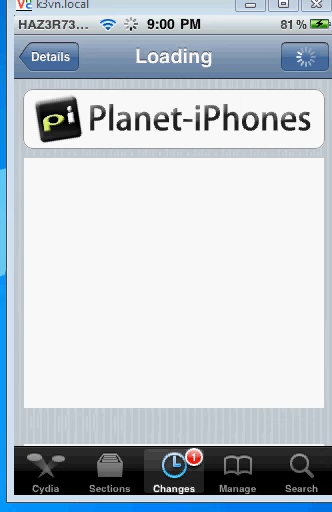 k3vn.local
HAZ3R73... 9:00 PM 81 %
Details Loading
pi Planet-iPhones
1
Cydia Sections Changes Manage Search